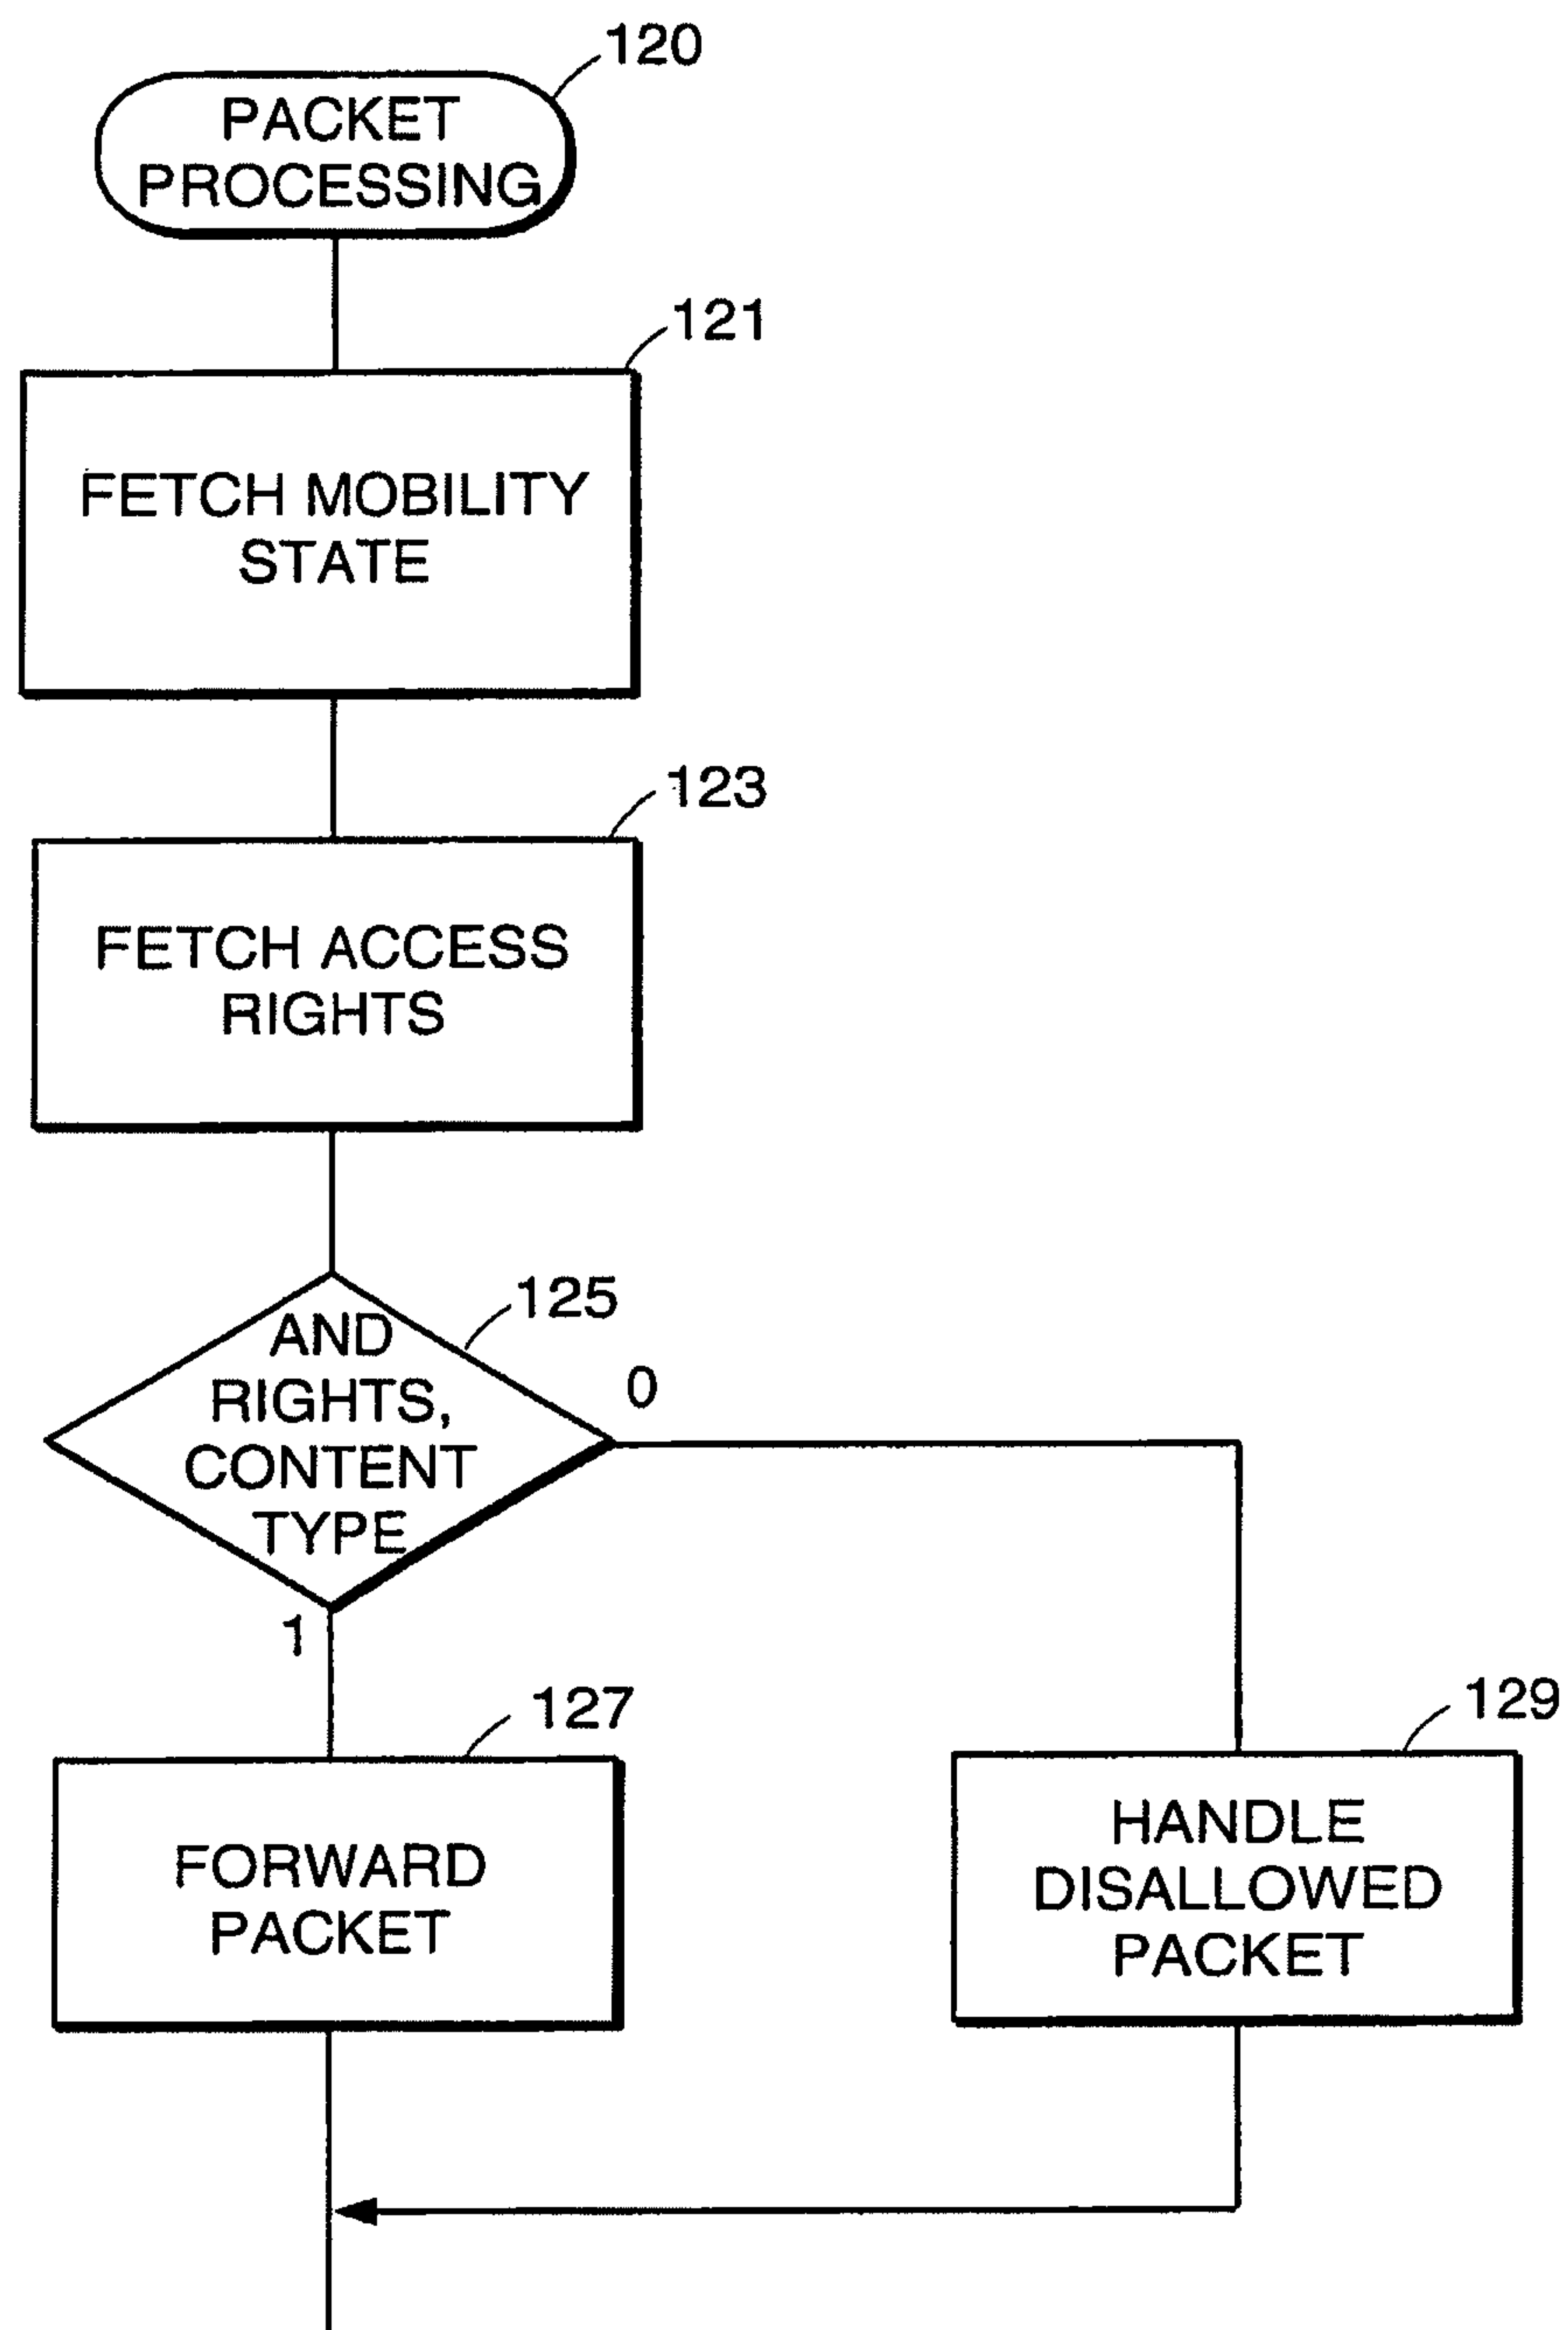 120
PACKET
PROCESSING
121
FETCH MOBILITY
STATE
123
FETCH ACCESS
RIGHTS
125
AND
RIGHTS,
CONTENT
TYPE
0
1
127
FORWARD
PACKET
129
HANDLE
DISALLOWED
PACKET